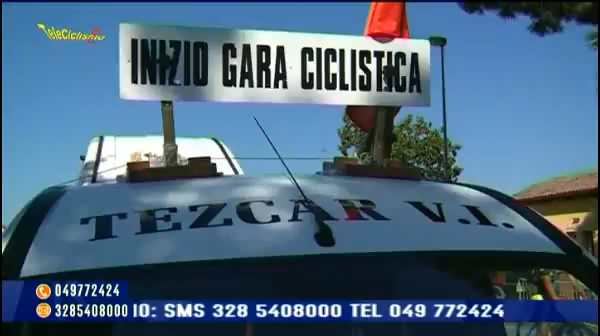 TeleCiclismo
INIZIO GARA CICLISTICA
TEZCAR V.I.
049772424
3285408000
IO: SMS 328 5408000 TEL 049 772424